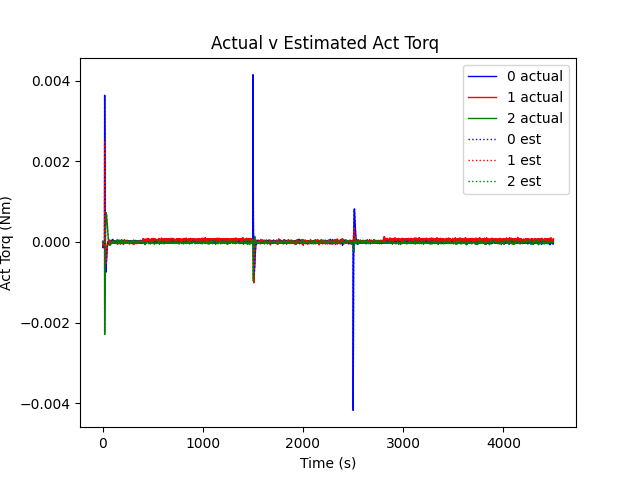 Actual v Estimated Act Torq
0 actual
1 actual
2 actual
0 est
1 est
2 est
0.004
0.002
0.000
−0.002
−0.004
Act Torq (Nm)
0 1000 2000 3000 4000
Time (s)